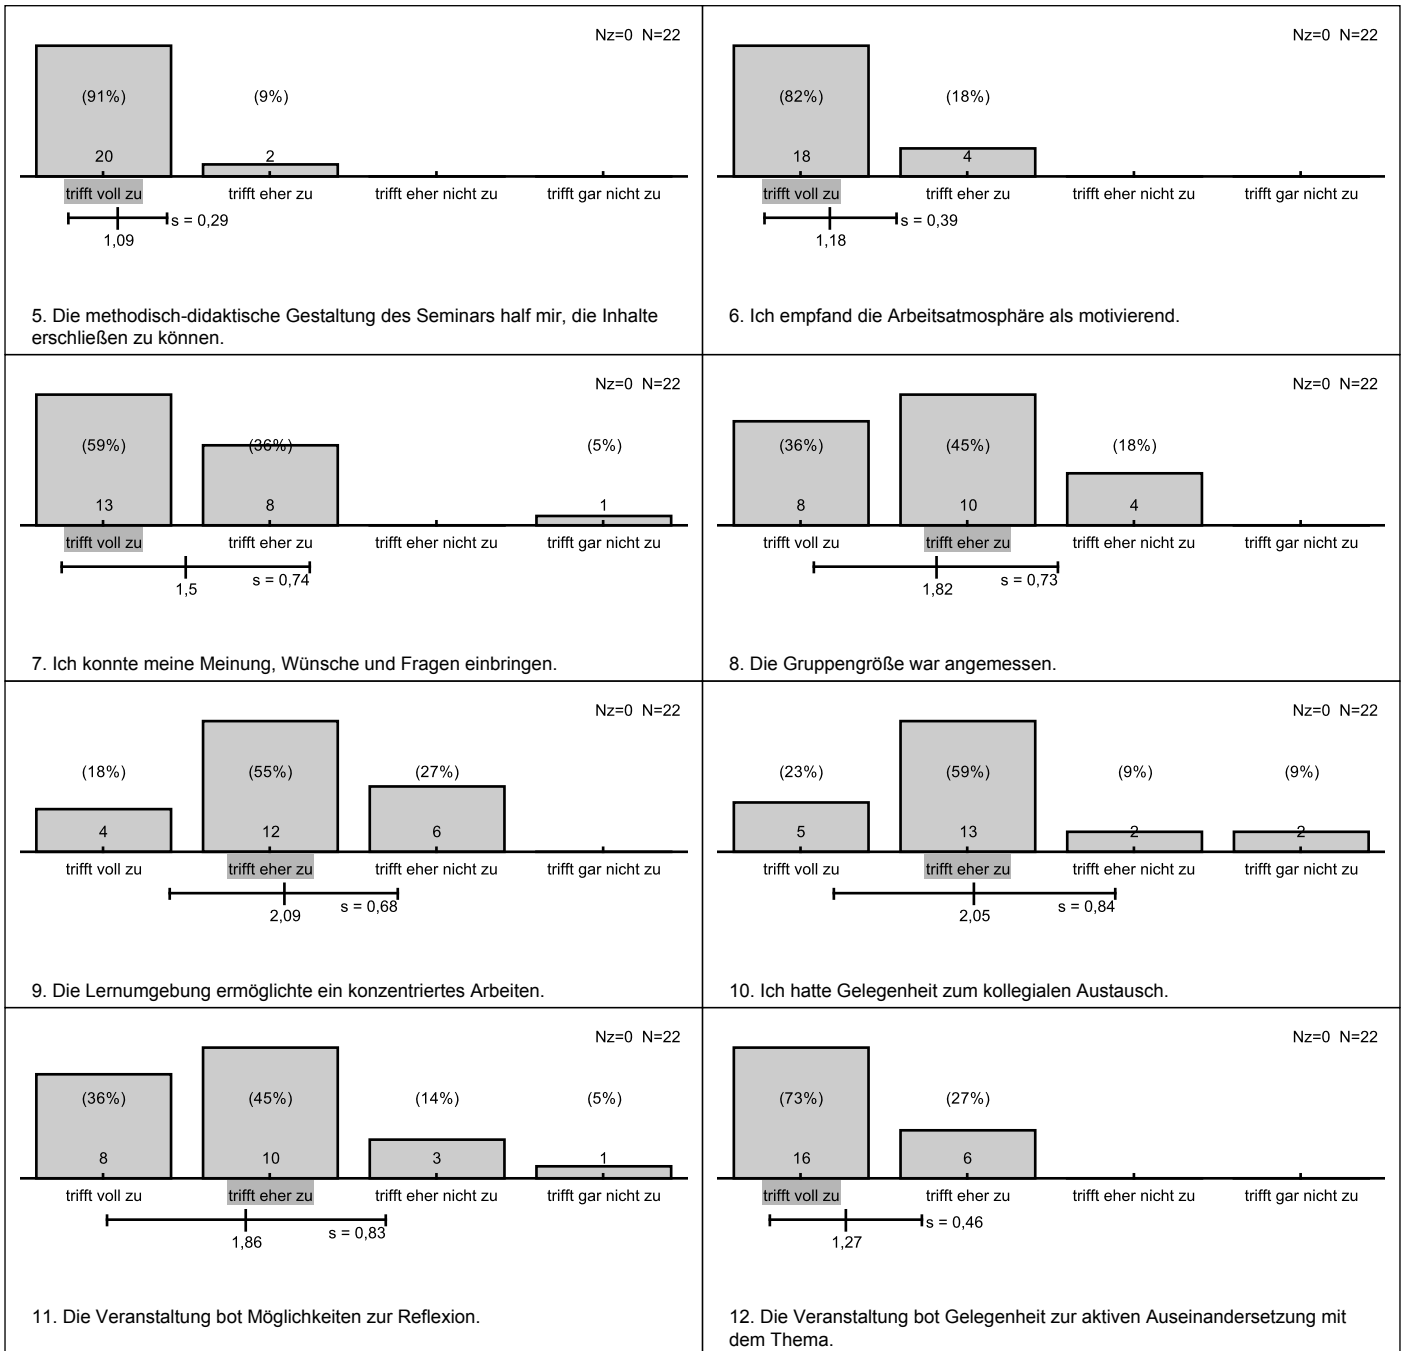 Nz=0 N=22
(91%) (9%)
20 2
trifft voll zu trifft eher zu trifft eher nicht zu trifft gar nicht zu
s = 0,29
1,09
5. Die methodisch-didaktische Gestaltung des Seminars half mir, die Inhalte
erschließen zu können.
Nz=0 N=22
(82%) (18%)
18 4
trifft voll zu trifft eher zu trifft eher nicht zu trifft gar nicht zu
s = 0,39
1,18
6. Ich empfand die Arbeitsatmosphäre als motivierend.
Nz=0 N=22
(59%) (36%) (5%)
13 8 1
trifft voll zu trifft eher zu trifft eher nicht zu trifft gar nicht zu
s = 0,74
1,5
7. Ich konnte meine Meinung, Wünsche und Fragen einbringen.
Nz=0 N=22
(36%) (45%) (18%)
8 10 4
trifft voll zu trifft eher zu trifft eher nicht zu trifft gar nicht zu
s = 0,73
1,82
8. Die Gruppengröße war angemessen.
Nz=0 N=22
(18%) (55%) (27%)
4 12 6
trifft voll zu trifft eher zu trifft eher nicht zu trifft gar nicht zu
s = 0,68
2,09
9. Die Lernumgebung ermöglichte ein konzentriertes Arbeiten.
Nz=0 N=22
(23%) (59%) (9%) (9%)
5 13 2 2
trifft voll zu trifft eher zu trifft eher nicht zu trifft gar nicht zu
s = 0,84
2,05
10. Ich hatte Gelegenheit zum kollegialen Austausch.
Nz=0 N=22
(36%) (45%) (14%) (5%)
8 10 3 1
trifft voll zu trifft eher zu trifft eher nicht zu trifft gar nicht zu
s = 0,83
1,86
11. Die Veranstaltung bot Möglichkeiten zur Reflexion.
Nz=0 N=22
(73%) (27%)
16 6
trifft voll zu trifft eher zu trifft eher nicht zu trifft gar nicht zu
s = 0,46
1,27
12. Die Veranstaltung bot Gelegenheit zur aktiven Auseinandersetzung mit
dem Thema.